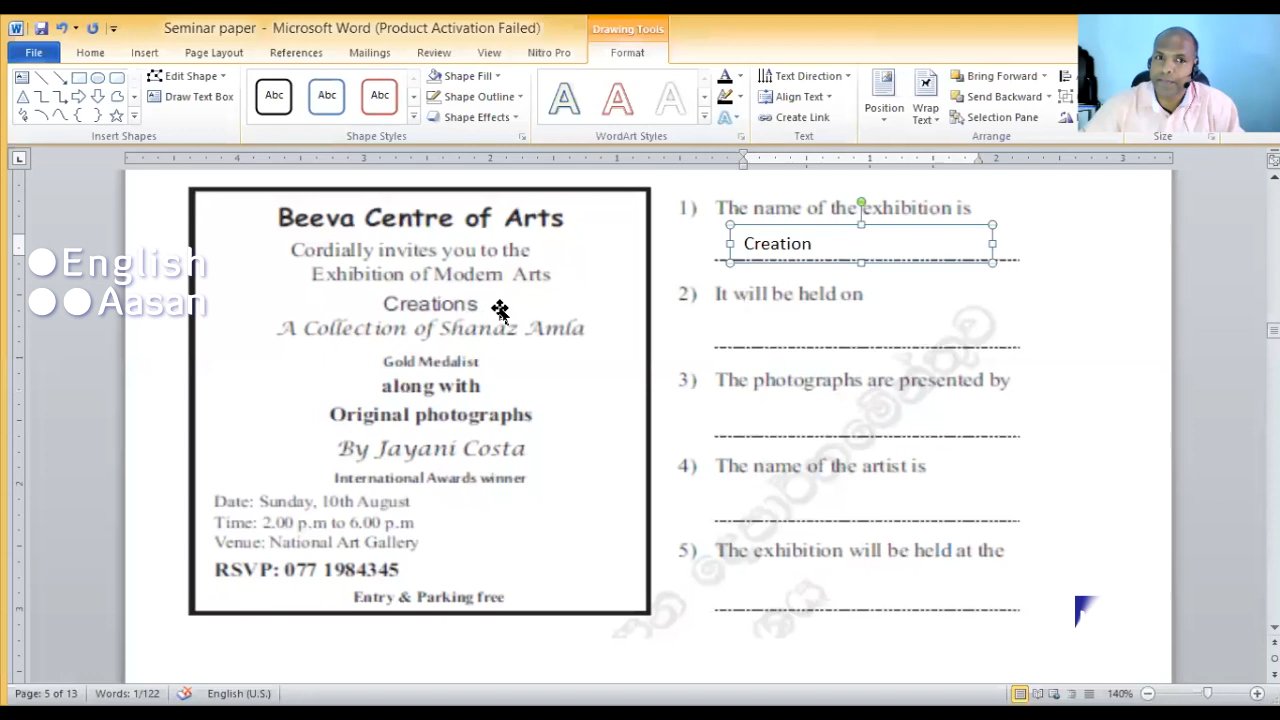 Seminar paper - Microsoft Word (Product Activation Failed)
Drawing Tools
File Home Insert Page Layout References Mailings Review View Nitro Pro Format
Edit Shape
Draw Text Box
Insert Shapes
Abc Abc Abc
Shape Fill
Shape Outline
Shape Effects
Shape Styles
A A A
WordArt Styles
Text Direction
Align Text
Create Link
Text
Position
Wrap Text
Bring Forward
Send Backward
Selection Pane
Arrange
Size
English
Aasan
Beeva Centre of Arts
Cordially invites you to the
Exhibition of Modern Arts
Creations
A Collection of Shanaz Amla
Gold Medalist
along with
Original photographs
By Jayani Costa
International Awards winner
Date: Sunday, 10th August
Time: 2.00 p.m to 6.00 p.m
Venue: National Art Gallery
RSVP: 077 1984345
Entry & Parking free
1) The name of the exhibition is
Creation
2) It will be held on
3) The photographs are presented by
4) The name of the artist is
5) The exhibition will be held at the
Page: 5 of 13 Words: 1/122 English (U.S.) 140%